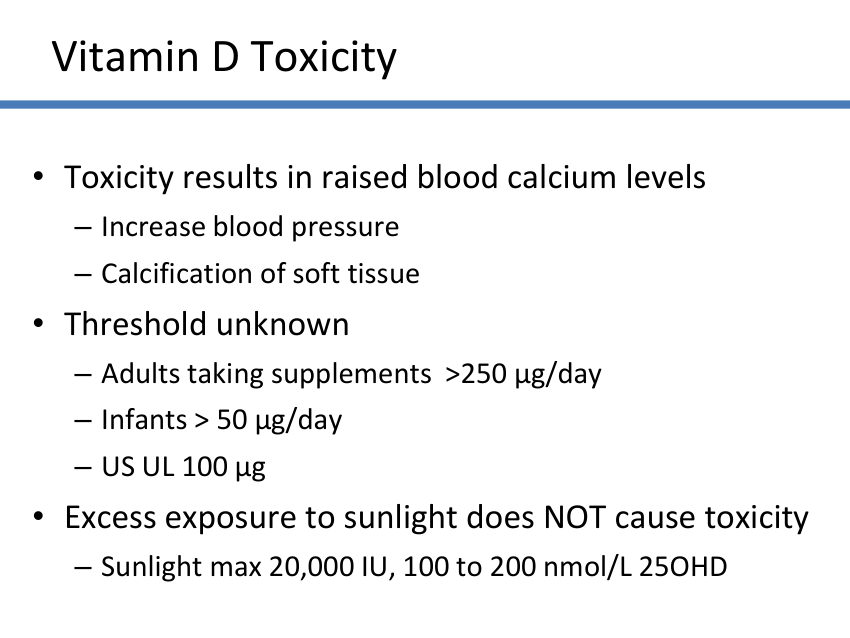 Vitamin D Toxicity
• Toxicity results in raised blood calcium levels
– Increase blood pressure
– Calcification of soft tissue
• Threshold unknown
– Adults taking supplements >250 µg/day
– Infants > 50 µg/day
– US UL 100 µg
• Excess exposure to sunlight does NOT cause toxicity
– Sunlight max 20,000 IU, 100 to 200 nmol/L 25OHD